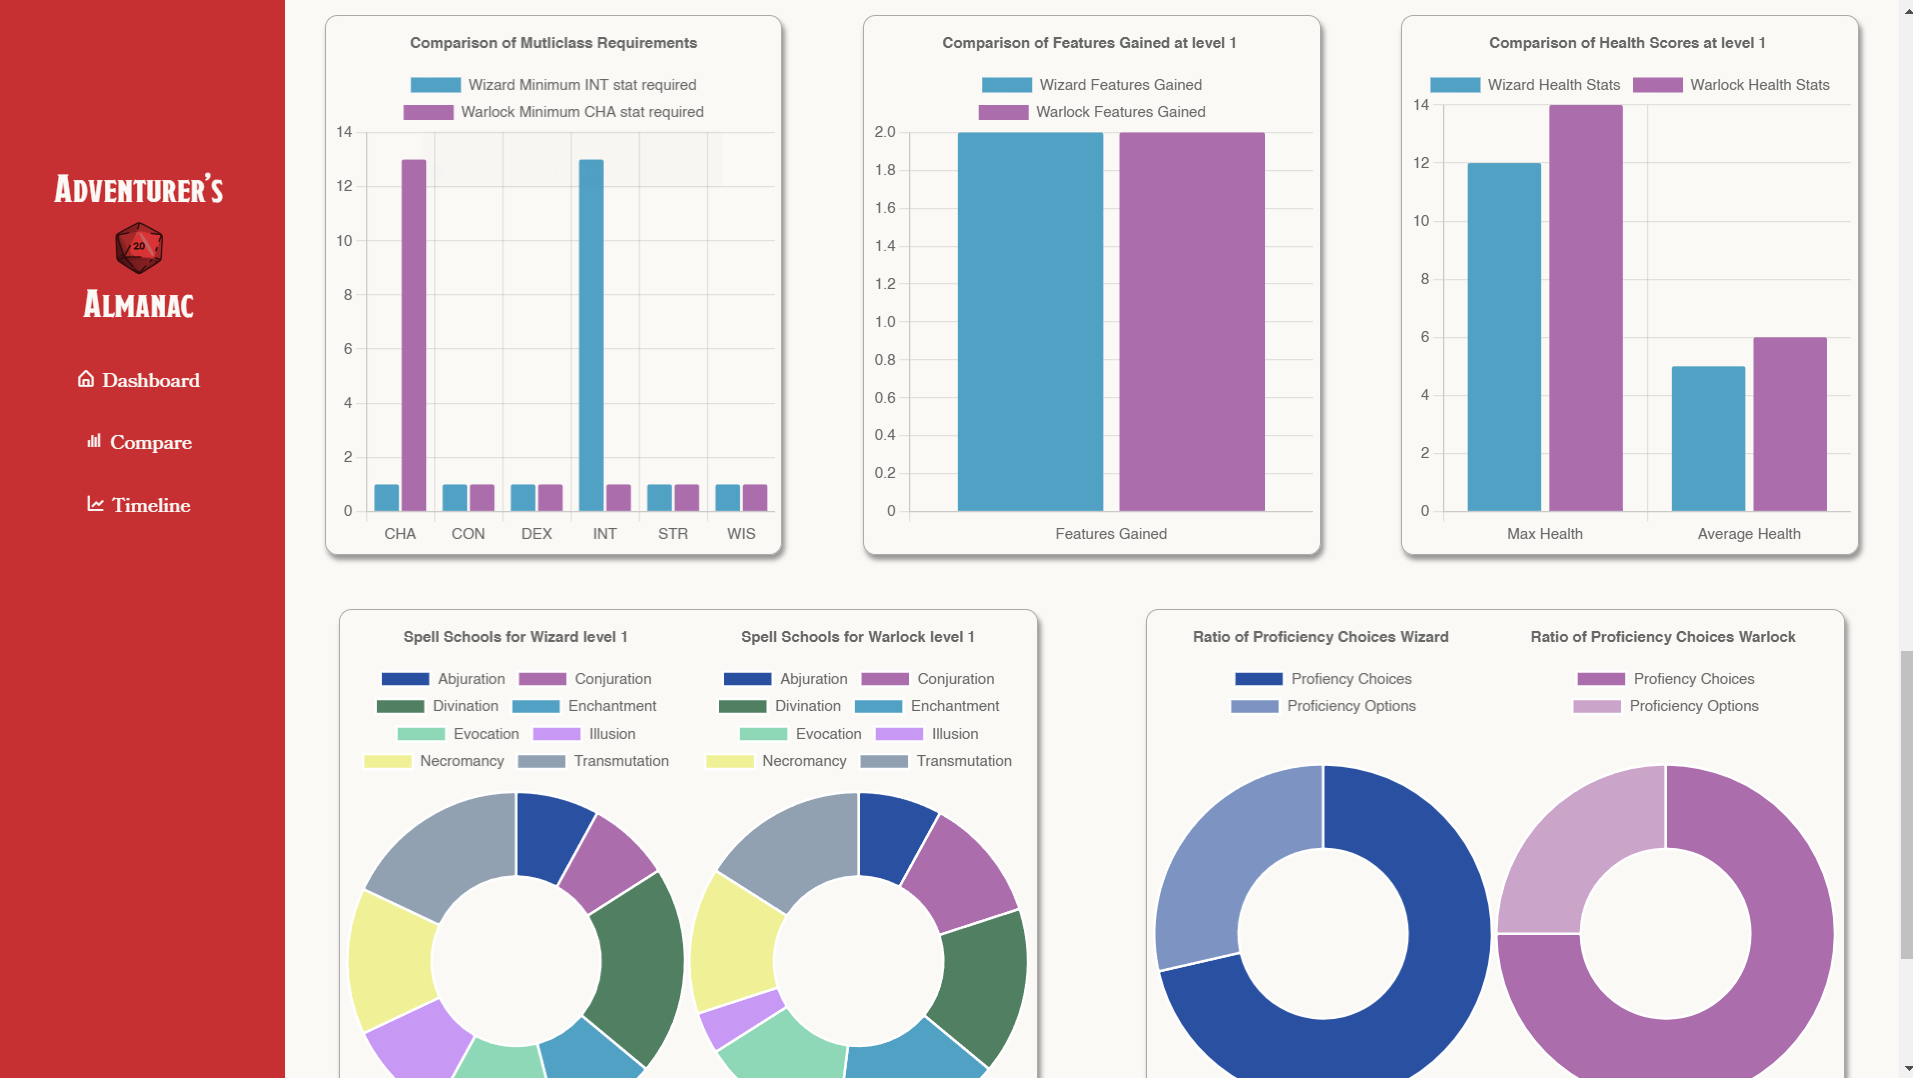 ADVENTURER'S
20
ALMANAC
Dashboard
Compare
Timeline
Comparison of Mutliclass Requirements
Wizard Minimum INT stat required
Warlock Minimum CHA stat required
14
12
10
8
6
4
2
0
CHA CON DEX INT STR WIS
Comparison of Features Gained at level 1
Wizard Features Gained
Warlock Features Gained
2.0
1.8
1.6
1.4
1.2
1.0
0.8
0.6
0.4
0.2
0
Features Gained
Comparison of Health Scores at level 1
Wizard Health Stats Warlock Health Stats
14
12
10
8
6
4
2
0
Max Health Average Health
Spell Schools for Wizard level 1
Abjuration Conjuration
Divination Enchantment
Evocation Illusion
Necromancy Transmutation
Spell Schools for Warlock level 1
Abjuration Conjuration
Divination Enchantment
Evocation Illusion
Necromancy Transmutation
Ratio of Proficiency Choices Wizard
Profiency Choices
Proficiency Options
Ratio of Proficiency Choices Warlock
Profiency Choices
Proficiency Options